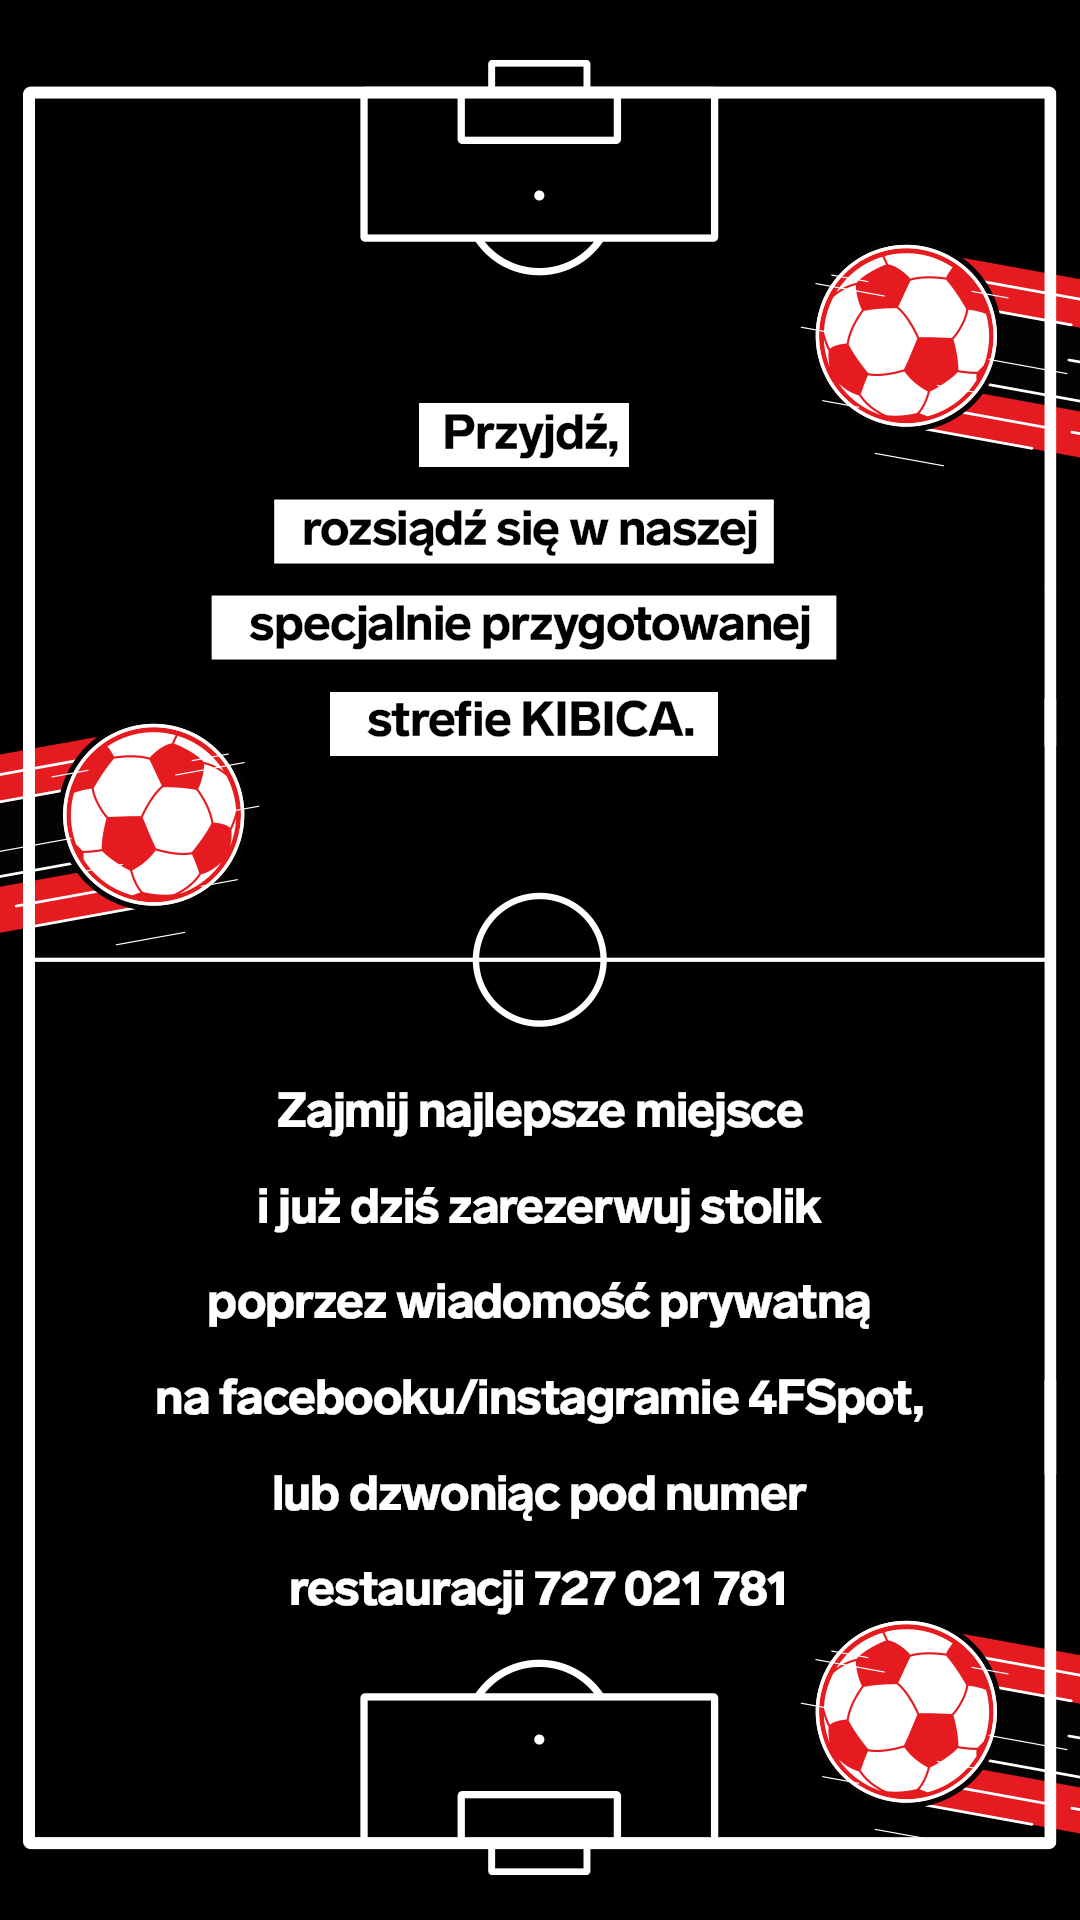 Przyjdź,
rozsiądź się w naszej
specjalnie przygotowanej
strefie KIBICA.
Zajmij najlepsze miejsce
i już dziś zarezerwuj stolik
poprzez wiadomość prywatną
na facebooku/instagramie 4FSpot,
lub dzwoniąc pod numer
restauracji 727 021 781